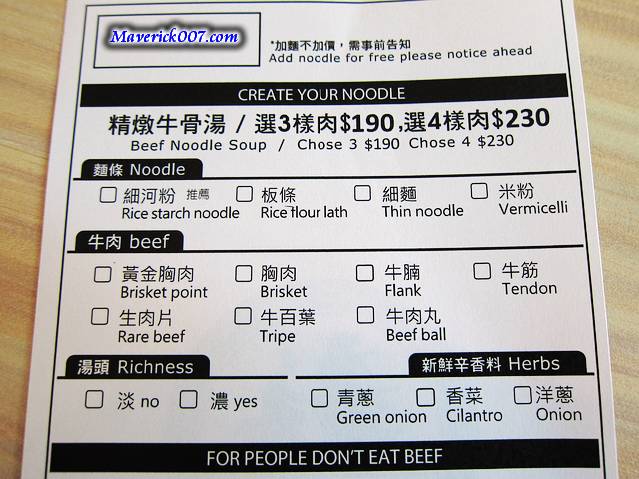 Maverick007.com
*加麵不加價，需事前告知
Add nocdle for free please notice ahead
CREATE YOUR NOODLE
精燉牛骨湯 / 選3樣肉$190,選4樣肉$230
Beef Noodle Soup / Chose 3 $190 Chose 4 $230
麵條 Noodle
細河粉 推薦 板條 細麵 米粉
Rice starch noodle Rice flour lath Thin noodle Vermicelli
牛肉 beef
黃金胸肉 胸肉 牛腩 牛筋
Brisket point Brisket Flank Tendon
生肉片 牛百葉 牛肉丸
Rare beef Tripe Beef ball
湯頭 Richness 新鮮辛香料 Herbs
淡 no 濃 yes 青蔥 香菜 洋蔥
Green onion Cilantro Onion
FOR PEOPLE DON'T EAT BEEF